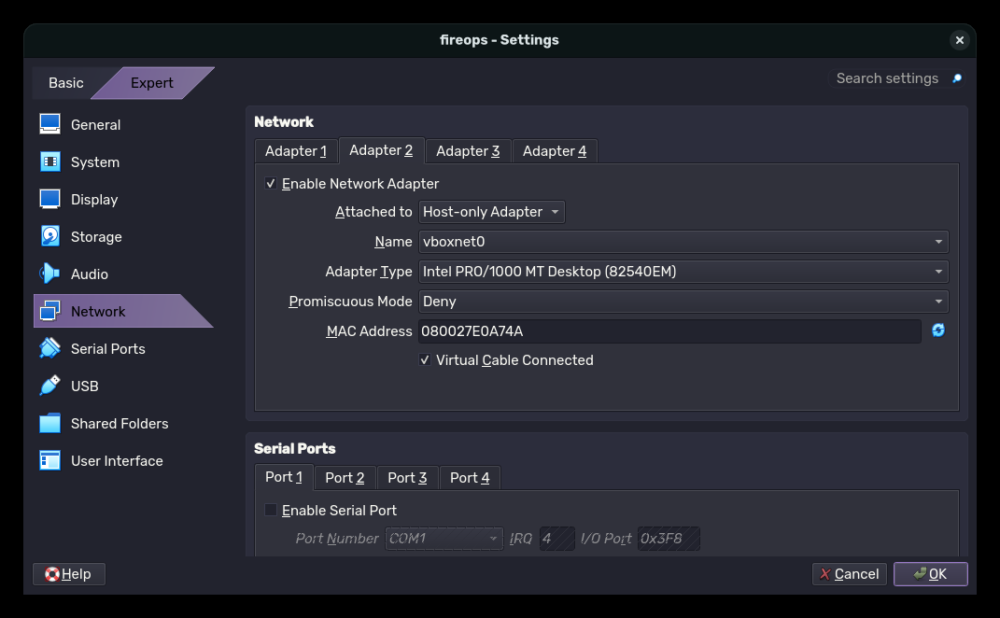 fireops - Settings
Basic Expert Search settings
General
System
Display
Storage
Audio
Network
Serial Ports
USB
Shared Folders
User Interface
Network
Adapter 1 Adapter 2 Adapter 3 Adapter 4
Enable Network Adapter
Attached to Host-only Adapter
Name vboxnet0
Adapter Type Intel PRO/1000 MT Desktop (82540EM)
Promiscuous Mode Deny
MAC Address 080027E0A74A
Virtual Cable Connected
Serial Ports
Port 1 Port 2 Port 3 Port 4
Enable Serial Port
Port Number COM1 IRQ 4 I/O Port 0x3F8
Help Cancel OK